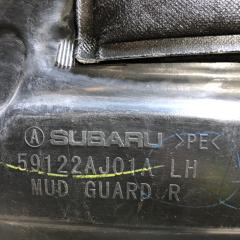 Ⓐ SUBARU >PE<
59122AJ01A LH
MUD GUARD R